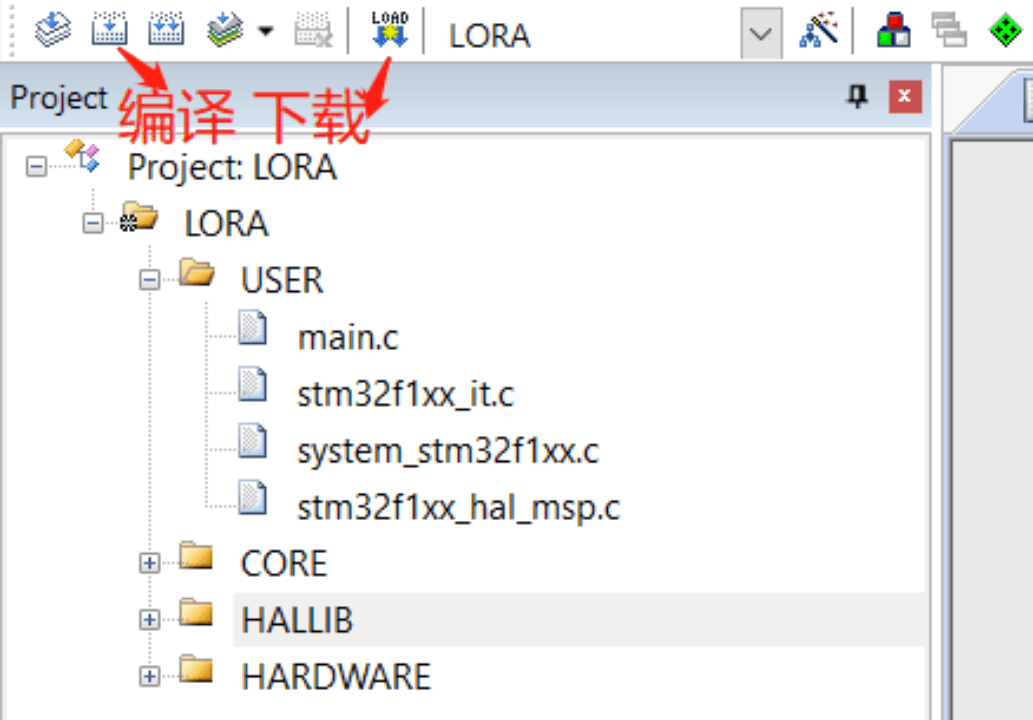 LOAD
LORA
Project
编译 下载
Project: LORA
LORA
USER
main.c
stm32f1xx_it.c
system_stm32f1xx.c
stm32f1xx_hal_msp.c
CORE
HALLIB
HARDWARE